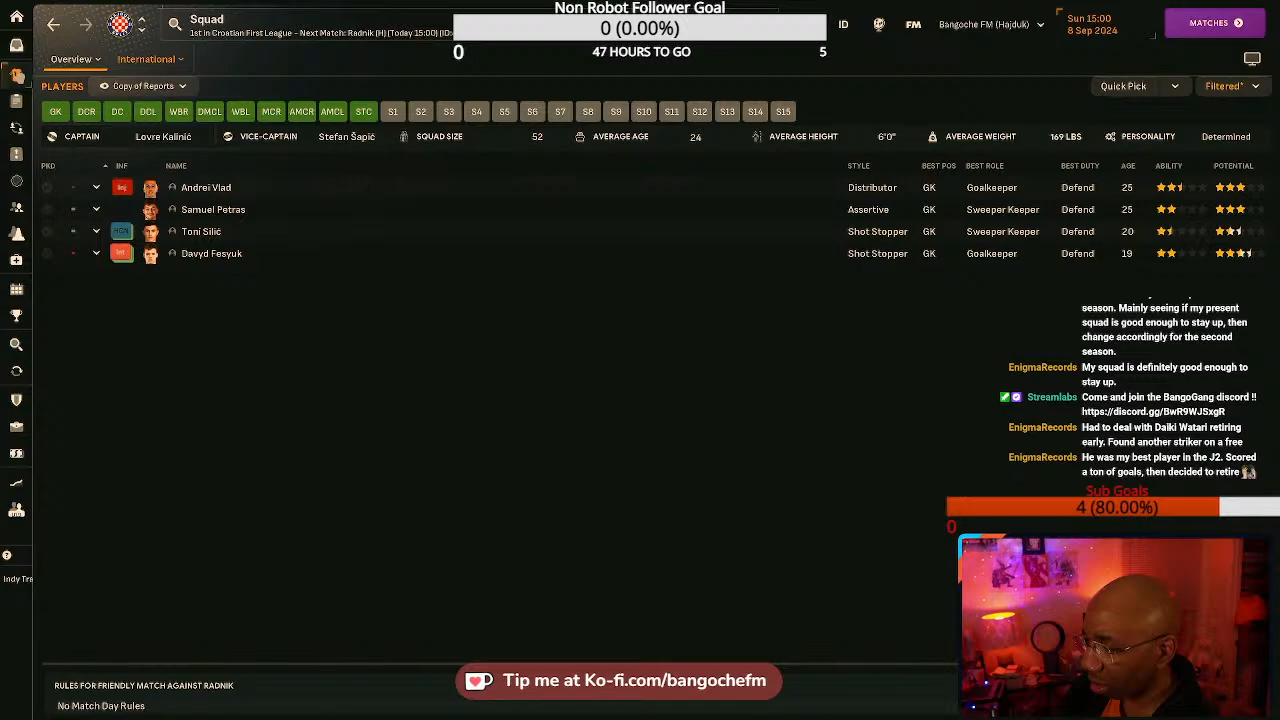 Non Robot Follower Goal
0 (0.00%)
0
47 HOURS TO GO
5
Squad
1st in Croatian First League - Next Match: Radnik (H) (Today 15:00) (ID:
ID
FM
Bangoche FM (Hajduk)
Sun 15:00
8 Sep 2024
MATCHES
Overview
International
PLAYERS
Copy of Reports
Quick Pick
Filtered*
GK DCR DC DCL WBR DMCL WBL MCR AMCR AMCL STC S1 S2 S3 S4 S5 S6 S7 S8 S9 S10 S11 S12 S13 S14 S15
CAPTAIN Lovre Kalinić VICE-CAPTAIN Stefan Šapić SQUAD SIZE 52 AVERAGE AGE 24 AVERAGE HEIGHT 6'0" AVERAGE WEIGHT 169 LBS PERSONALITY Determined
PKD INF NAME STYLE BEST POS BEST ROLE BEST DUTY AGE ABILITY POTENTIAL
Inj Andrei Vlad Distributor GK Goalkeeper Defend 25
Samuel Petras Assertive GK Sweeper Keeper Defend 25
HGN Toni Silić Shot Stopper GK Sweeper Keeper Defend 20
Int Davyd Fesyuk Shot Stopper GK Goalkeeper Defend 19
season. Mainly seeing if my present
squad is good enough to stay up, then
change accordingly for the second
season.
EnigmaRecords My squad is definitely good enough to
stay up.
Streamlabs Come and join the BangoGang discord !!
https://discord.gg/BwR9WJSxgR
EnigmaRecords Had to deal with Daiki Watari retiring
early. Found another striker on a free
EnigmaRecords He was my best player in the J2. Scored
a ton of goals, then decided to retire
Sub Goals
4 (80.00%)
0
Indy Tre
RULES FOR FRIENDLY MATCH AGAINST RADNIK
No Match Day Rules
Tip me at Ko-fi.com/bangochefm